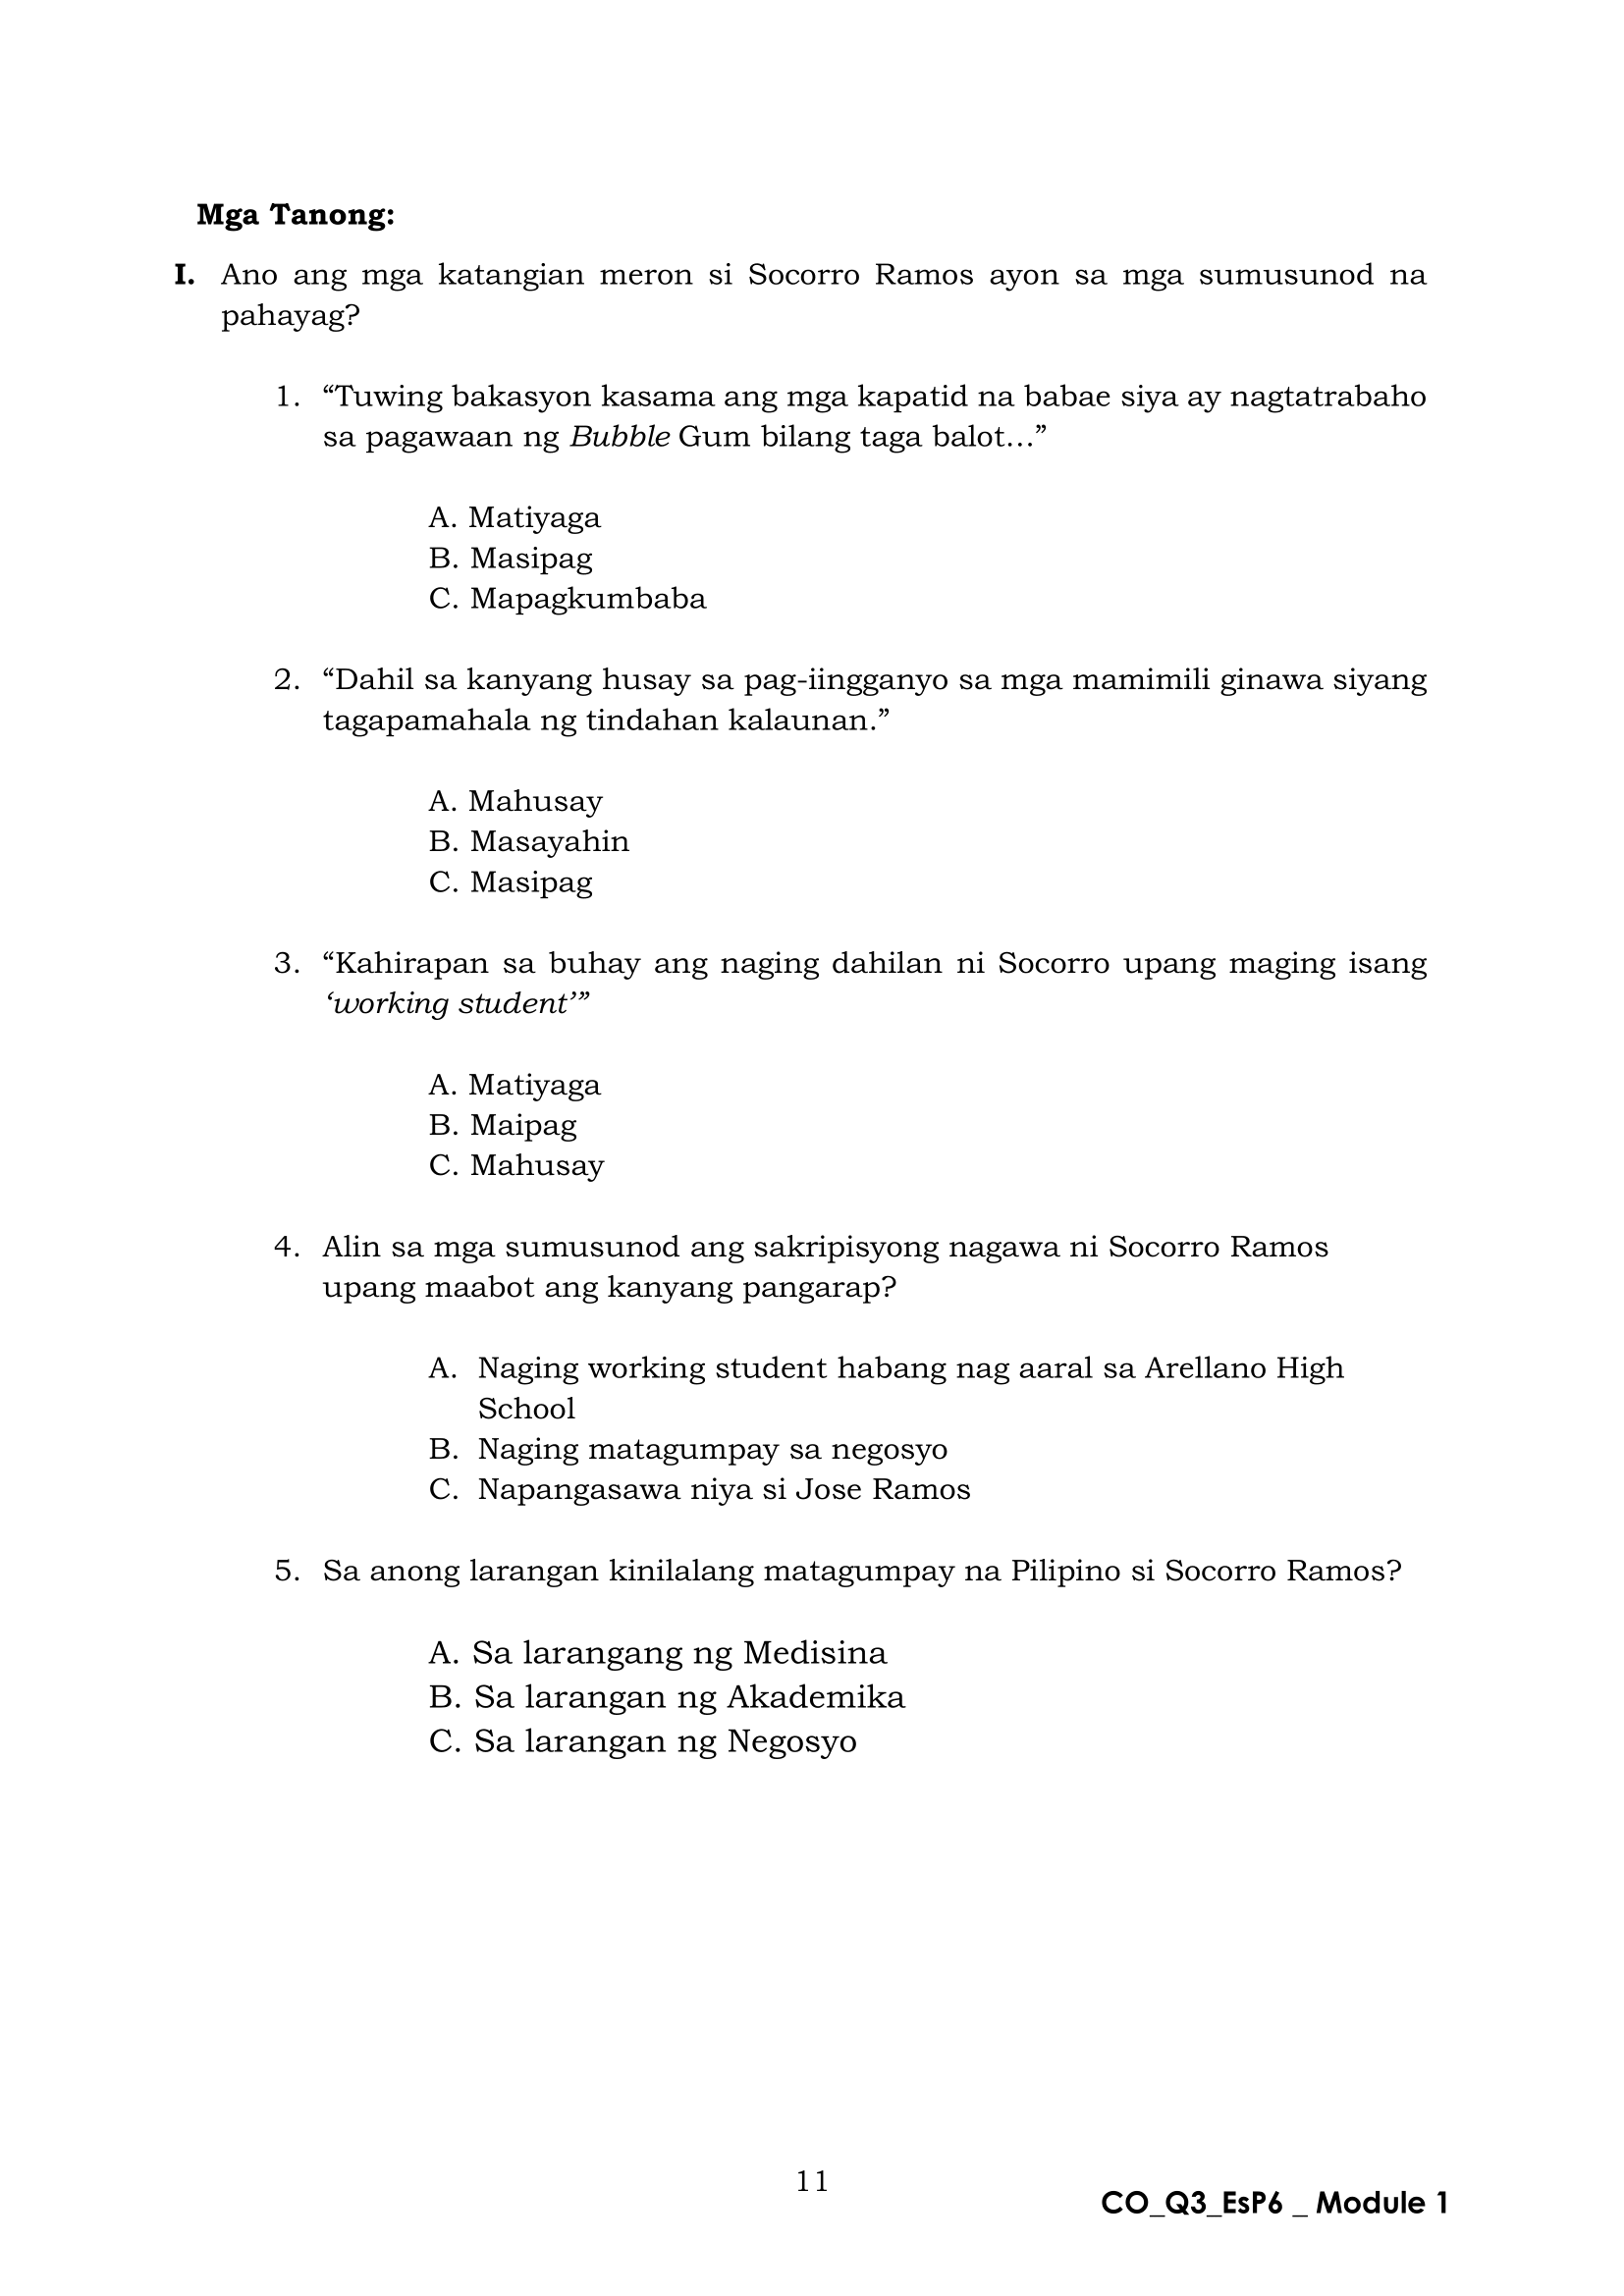 Mga Tanong:
I. Ano ang mga katangian meron si Socorro Ramos ayon sa mga sumusunod na
pahayag?
1. “Tuwing bakasyon kasama ang mga kapatid na babae siya ay nagtatrabaho
sa pagawaan ng Bubble Gum bilang taga balot…”
A. Matiyaga
B. Masipag
C. Mapagkumbaba
2. “Dahil sa kanyang husay sa pag-iingganyo sa mga mamimili ginawa siyang
tagapamahala ng tindahan kalaunan.”
A. Mahusay
B. Masayahin
C. Masipag
3. “Kahirapan sa buhay ang naging dahilan ni Socorro upang maging isang
‘working student’”
A. Matiyaga
B. Maipag
C. Mahusay
4. Alin sa mga sumusunod ang sakripisyong nagawa ni Socorro Ramos
upang maabot ang kanyang pangarap?
A. Naging working student habang nag aaral sa Arellano High
School
B. Naging matagumpay sa negosyo
C. Napangasawa niya si Jose Ramos
5. Sa anong larangan kinilalang matagumpay na Pilipino si Socorro Ramos?
A. Sa larangang ng Medisina
B. Sa larangan ng Akademika
C. Sa larangan ng Negosyo
11
CO_Q3_EsP6 _ Module 1